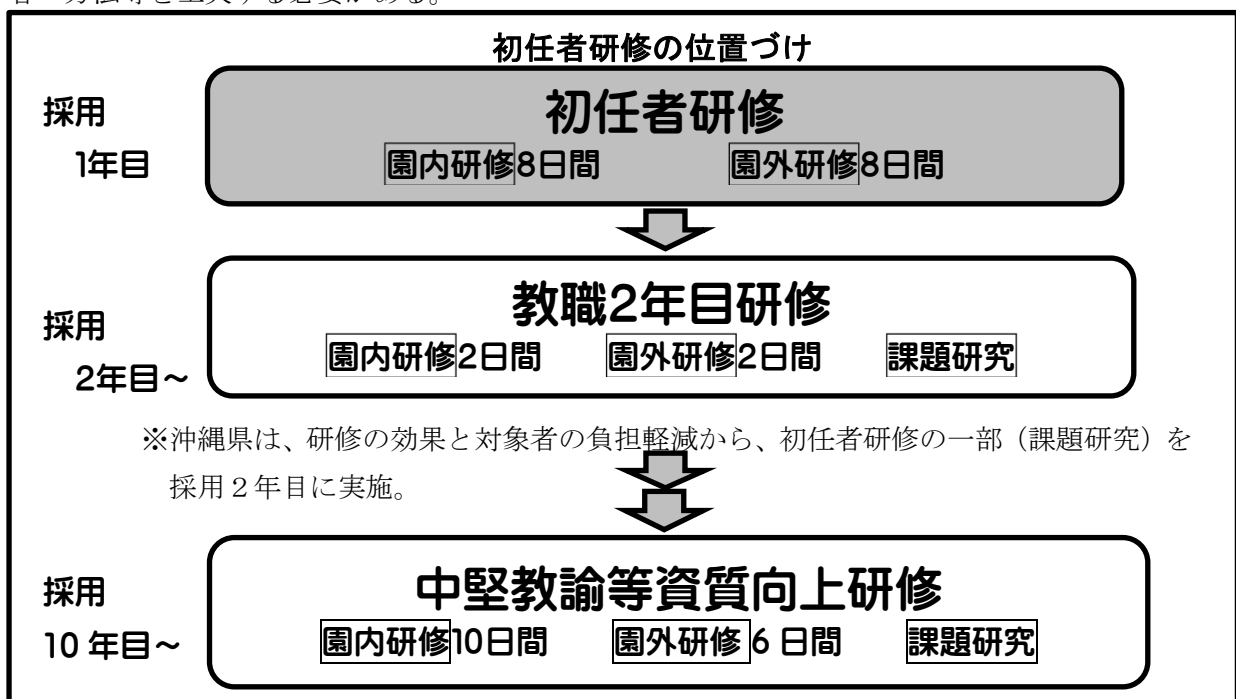 初任者研修の位置づけ
採用
1年目
初任者研修
園内研修8日間 園外研修8日間
採用
2年目～
教職2年目研修
園内研修2日間 園外研修2日間 課題研究
※沖縄県は、研修の効果と対象者の負担軽減から、初任者研修の一部（課題研究）を
採用２年目に実施。
採用
10 年目～
中堅教諭等資質向上研修
園内研修10日間 園外研修 6 日間 課題研究